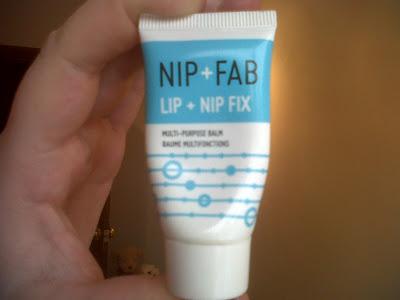 NIP+FAB
LIP + NIP FIX
MULTI-PURPOSE BALM
BAUME MULTIFONCTIONS